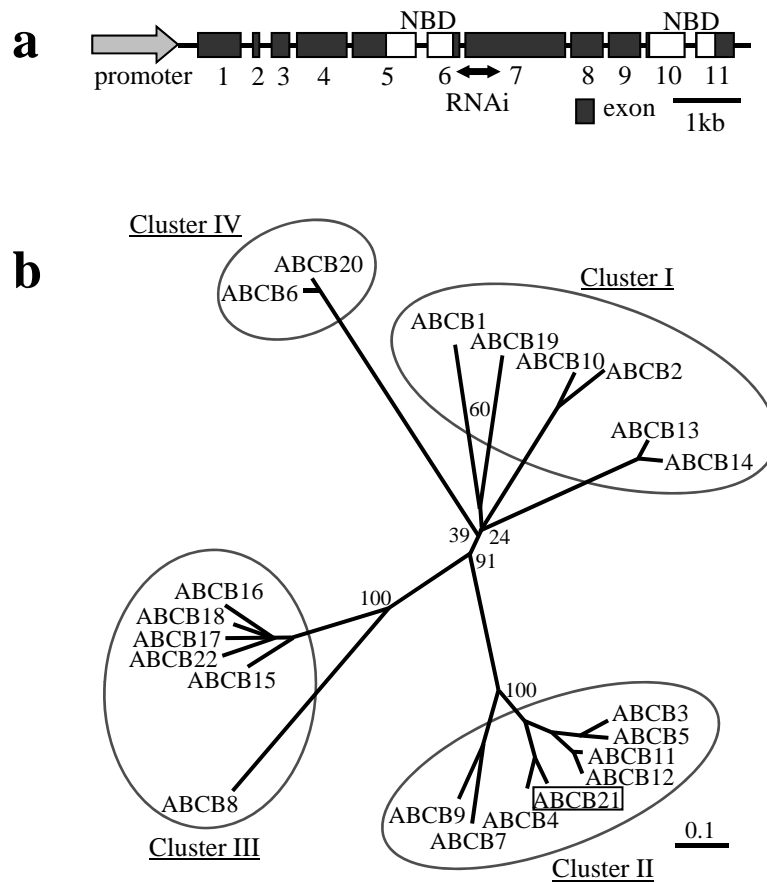 a
NBD
NBD
promoter
1 2 3 4 5 6 7 8 9 10 11
RNAi
exon
1kb
b
Cluster IV
ABCB20
ABCB6
Cluster I
ABCB1
ABCB19
ABCB10
ABCB2
60
ABCB13
ABCB14
39
24
91
100
ABCB16
ABCB18
ABCB17
ABCB22
ABCB15
ABCB8
Cluster III
100
ABCB3
ABCB5
ABCB11
ABCB12
ABCB21
ABCB4
ABCB9
ABCB7
Cluster II
0.1